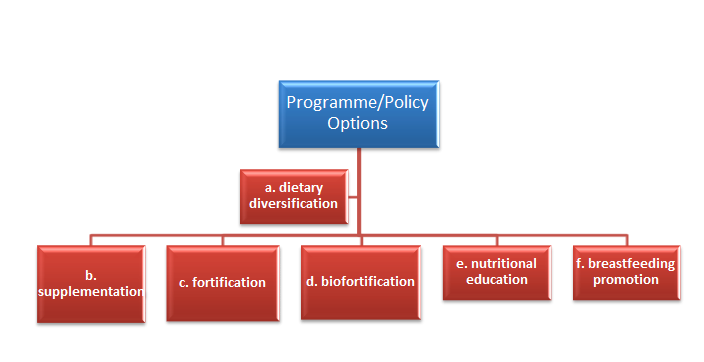 Programme/Policy
Options
a. dietary
diversification
b.
supplementation
c. fortification
d. biofortification
e. nutritional
education
f. breastfeeding
promotion